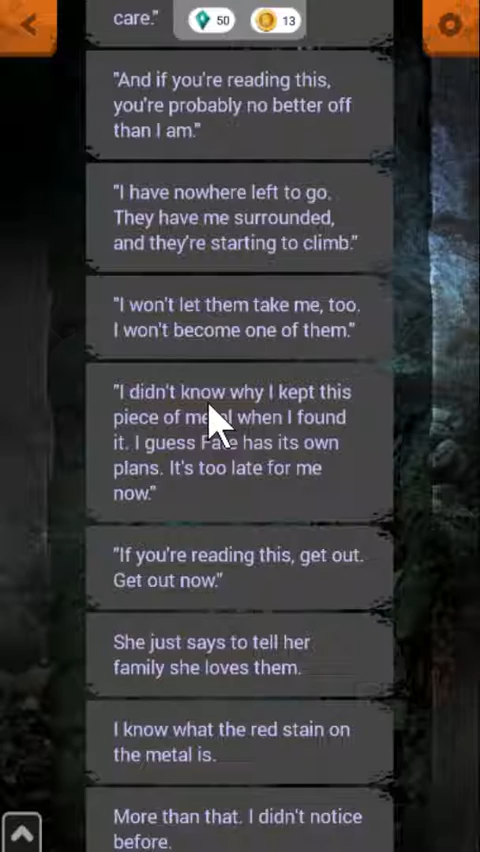 care."
50
13
"And if you're reading this,
you're probably no better off
than I am."
"I have nowhere left to go.
They have me surrounded,
and they're starting to climb."
"I won't let them take me, too.
I won't become one of them."
"I didn't know why I kept this
piece of metal when I found
it. I guess Fate has its own
plans. It's too late for me
now."
"If you're reading this, get out.
Get out now."
She just says to tell her
family she loves them.
I know what the red stain on
the metal is.
More than that. I didn't notice
before.